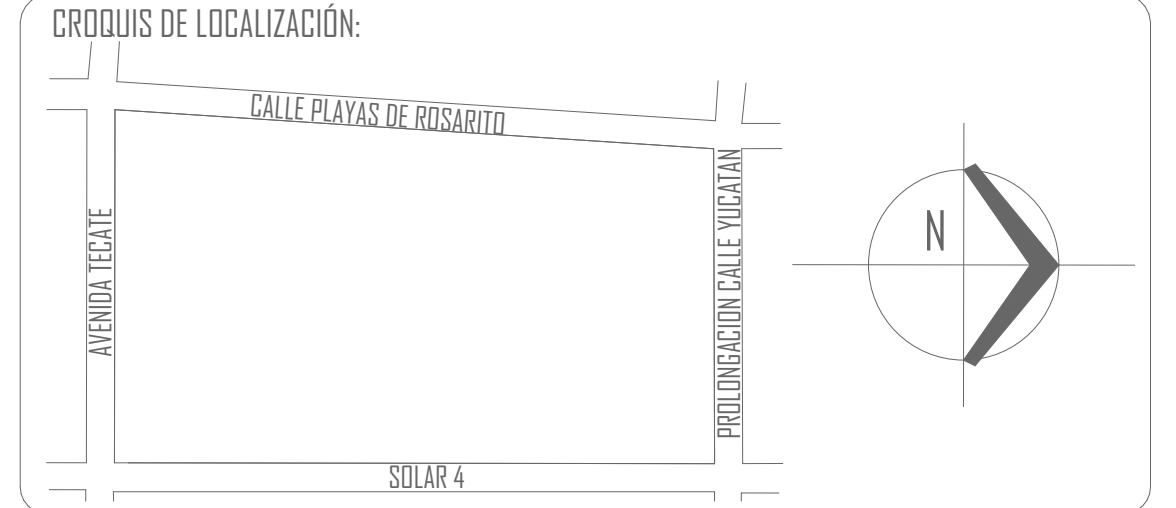 CROQUIS DE LOCALIZACIÓN:
CALLE PLAYAS DE ROSARITO
AVENIDA TECATE
PROLONGACION CALLE YUCATAN
N
SOLAR 4